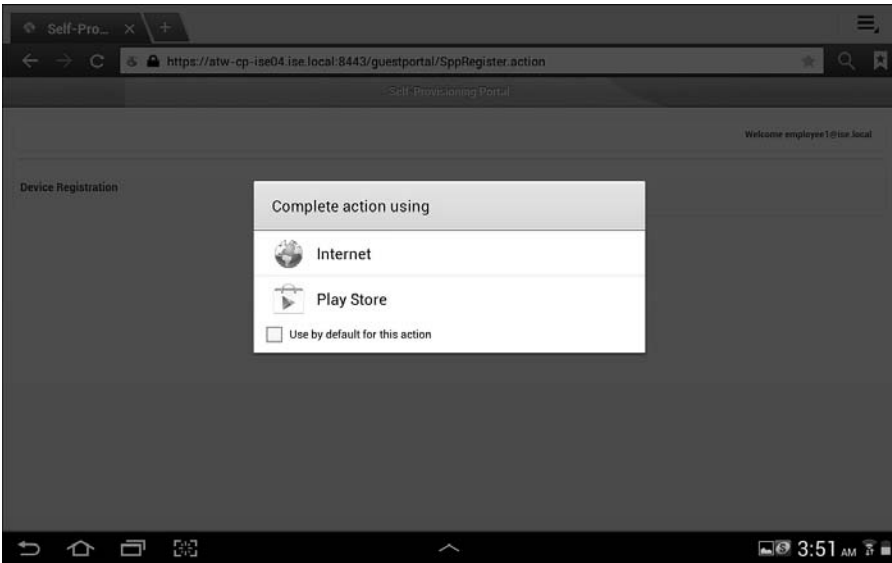 Self-Pro...
https://atw-cp-ise04.ise.local:8443/guestportal/SppRegister.action
Self-Provisioning Portal
Welcome employee1@ise.local
Device Registration
Complete action using
Internet
Play Store
Use by default for this action
3:51 AM